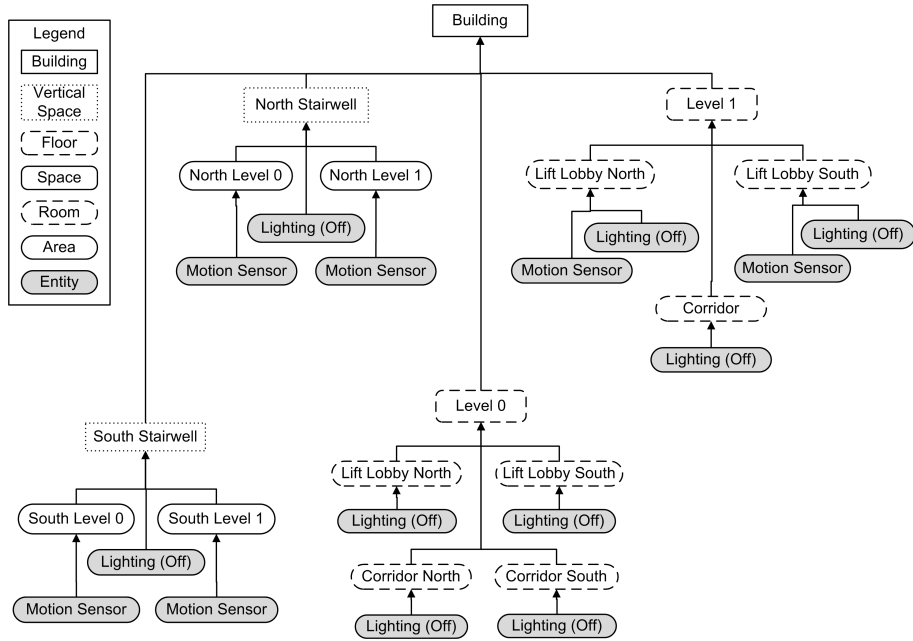 Building
Legend
Building
Vertical
Space
Floor
Space
Room
Area
Entity
North Stairwell
Level 1
North Level 0
North Level 1
Lift Lobby North
Lift Lobby South
Lighting (Off)
Lighting (Off)
Lighting (Off)
Motion Sensor
Motion Sensor
Motion Sensor
Motion Sensor
Corridor
Lighting (Off)
Level 0
South Stairwell
Lift Lobby North
Lift Lobby South
South Level 0
South Level 1
Lighting (Off)
Lighting (Off)
Lighting (Off)
Corridor North
Corridor South
Motion Sensor
Motion Sensor
Lighting (Off)
Lighting (Off)